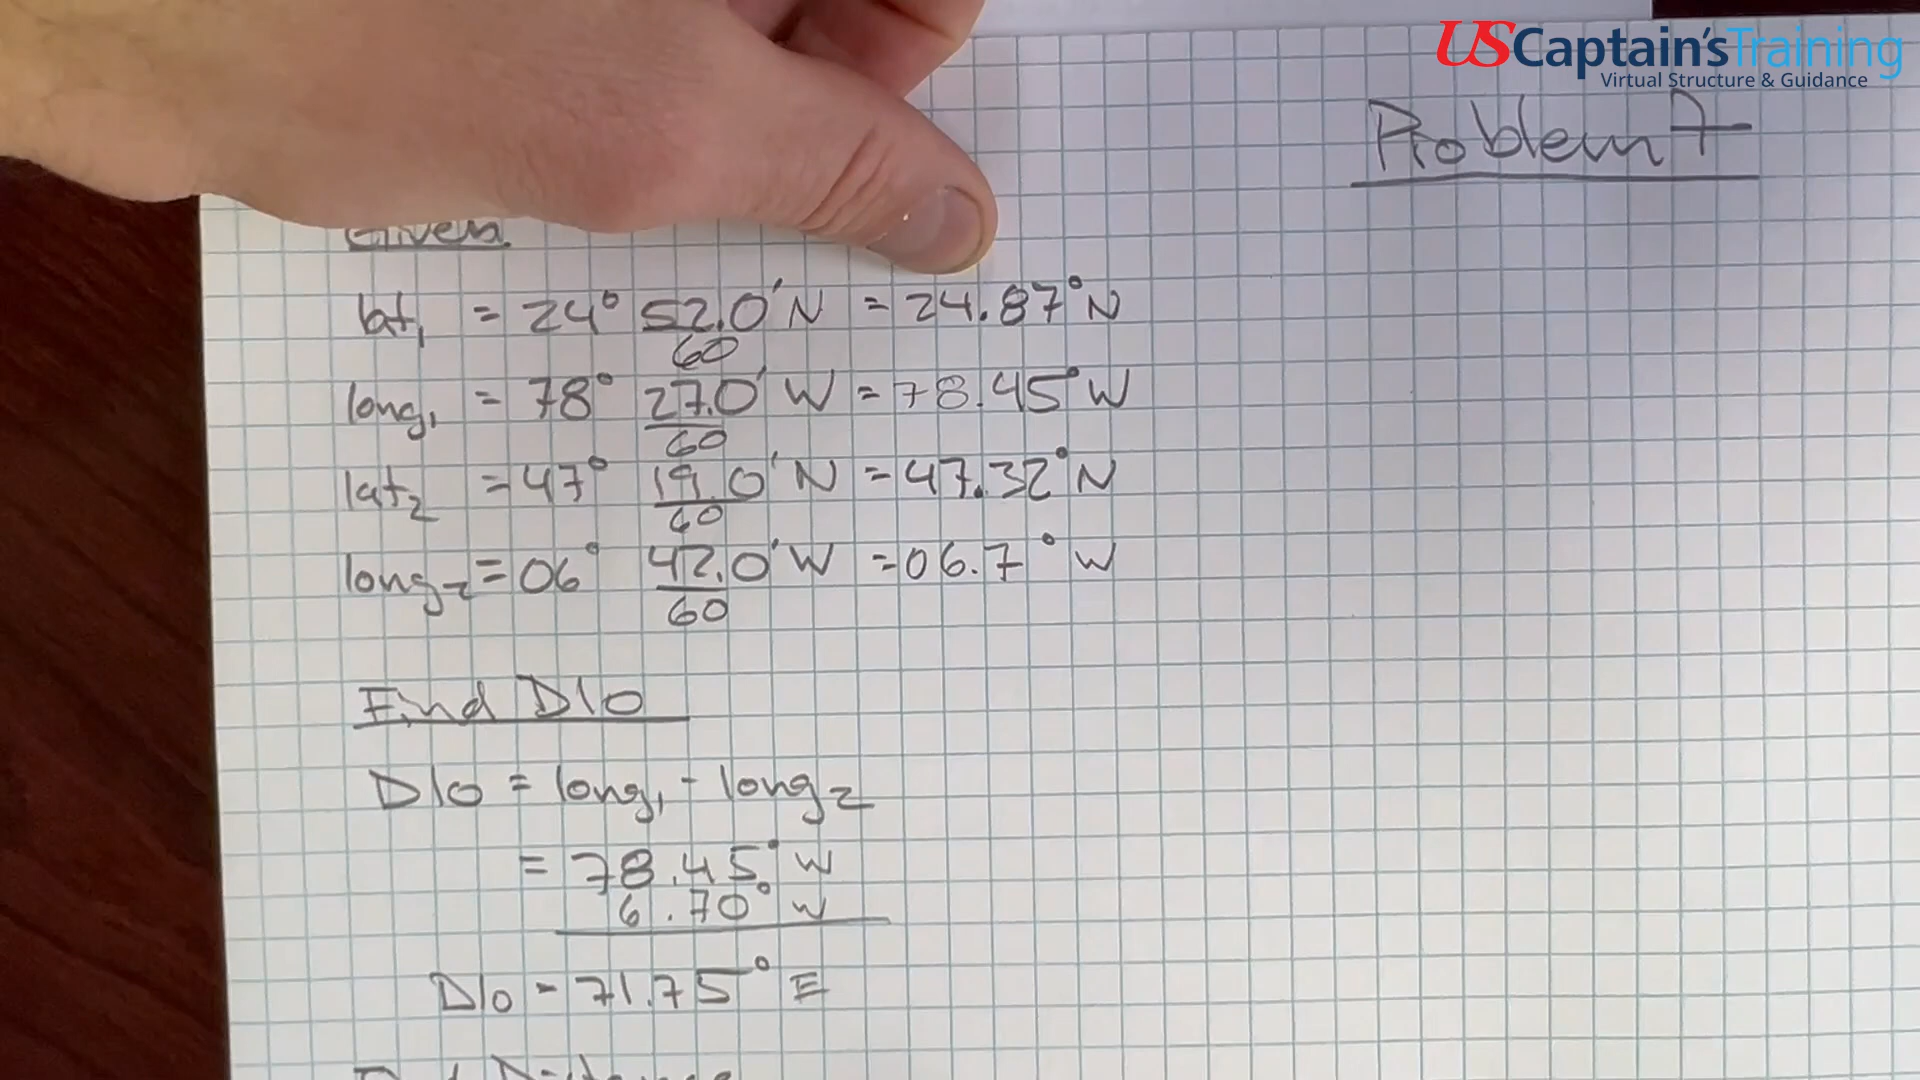 USCaptain'sTraining
Virtual Structure & Guidance
Problem 7
Givens
lat₁ = 24° 52.0' N = 24.87° N
60
long₁ = 78° 27.0' W = 78.45° W
60
lat₂ = 47° 19.0' N = 47.32° N
60
long₂ = 06° 42.0' W = 06.7° W
60
Find Dlo
Dlo = long₁ - long₂
= 78.45° W
6.70° W
Dlo = 71.75° E